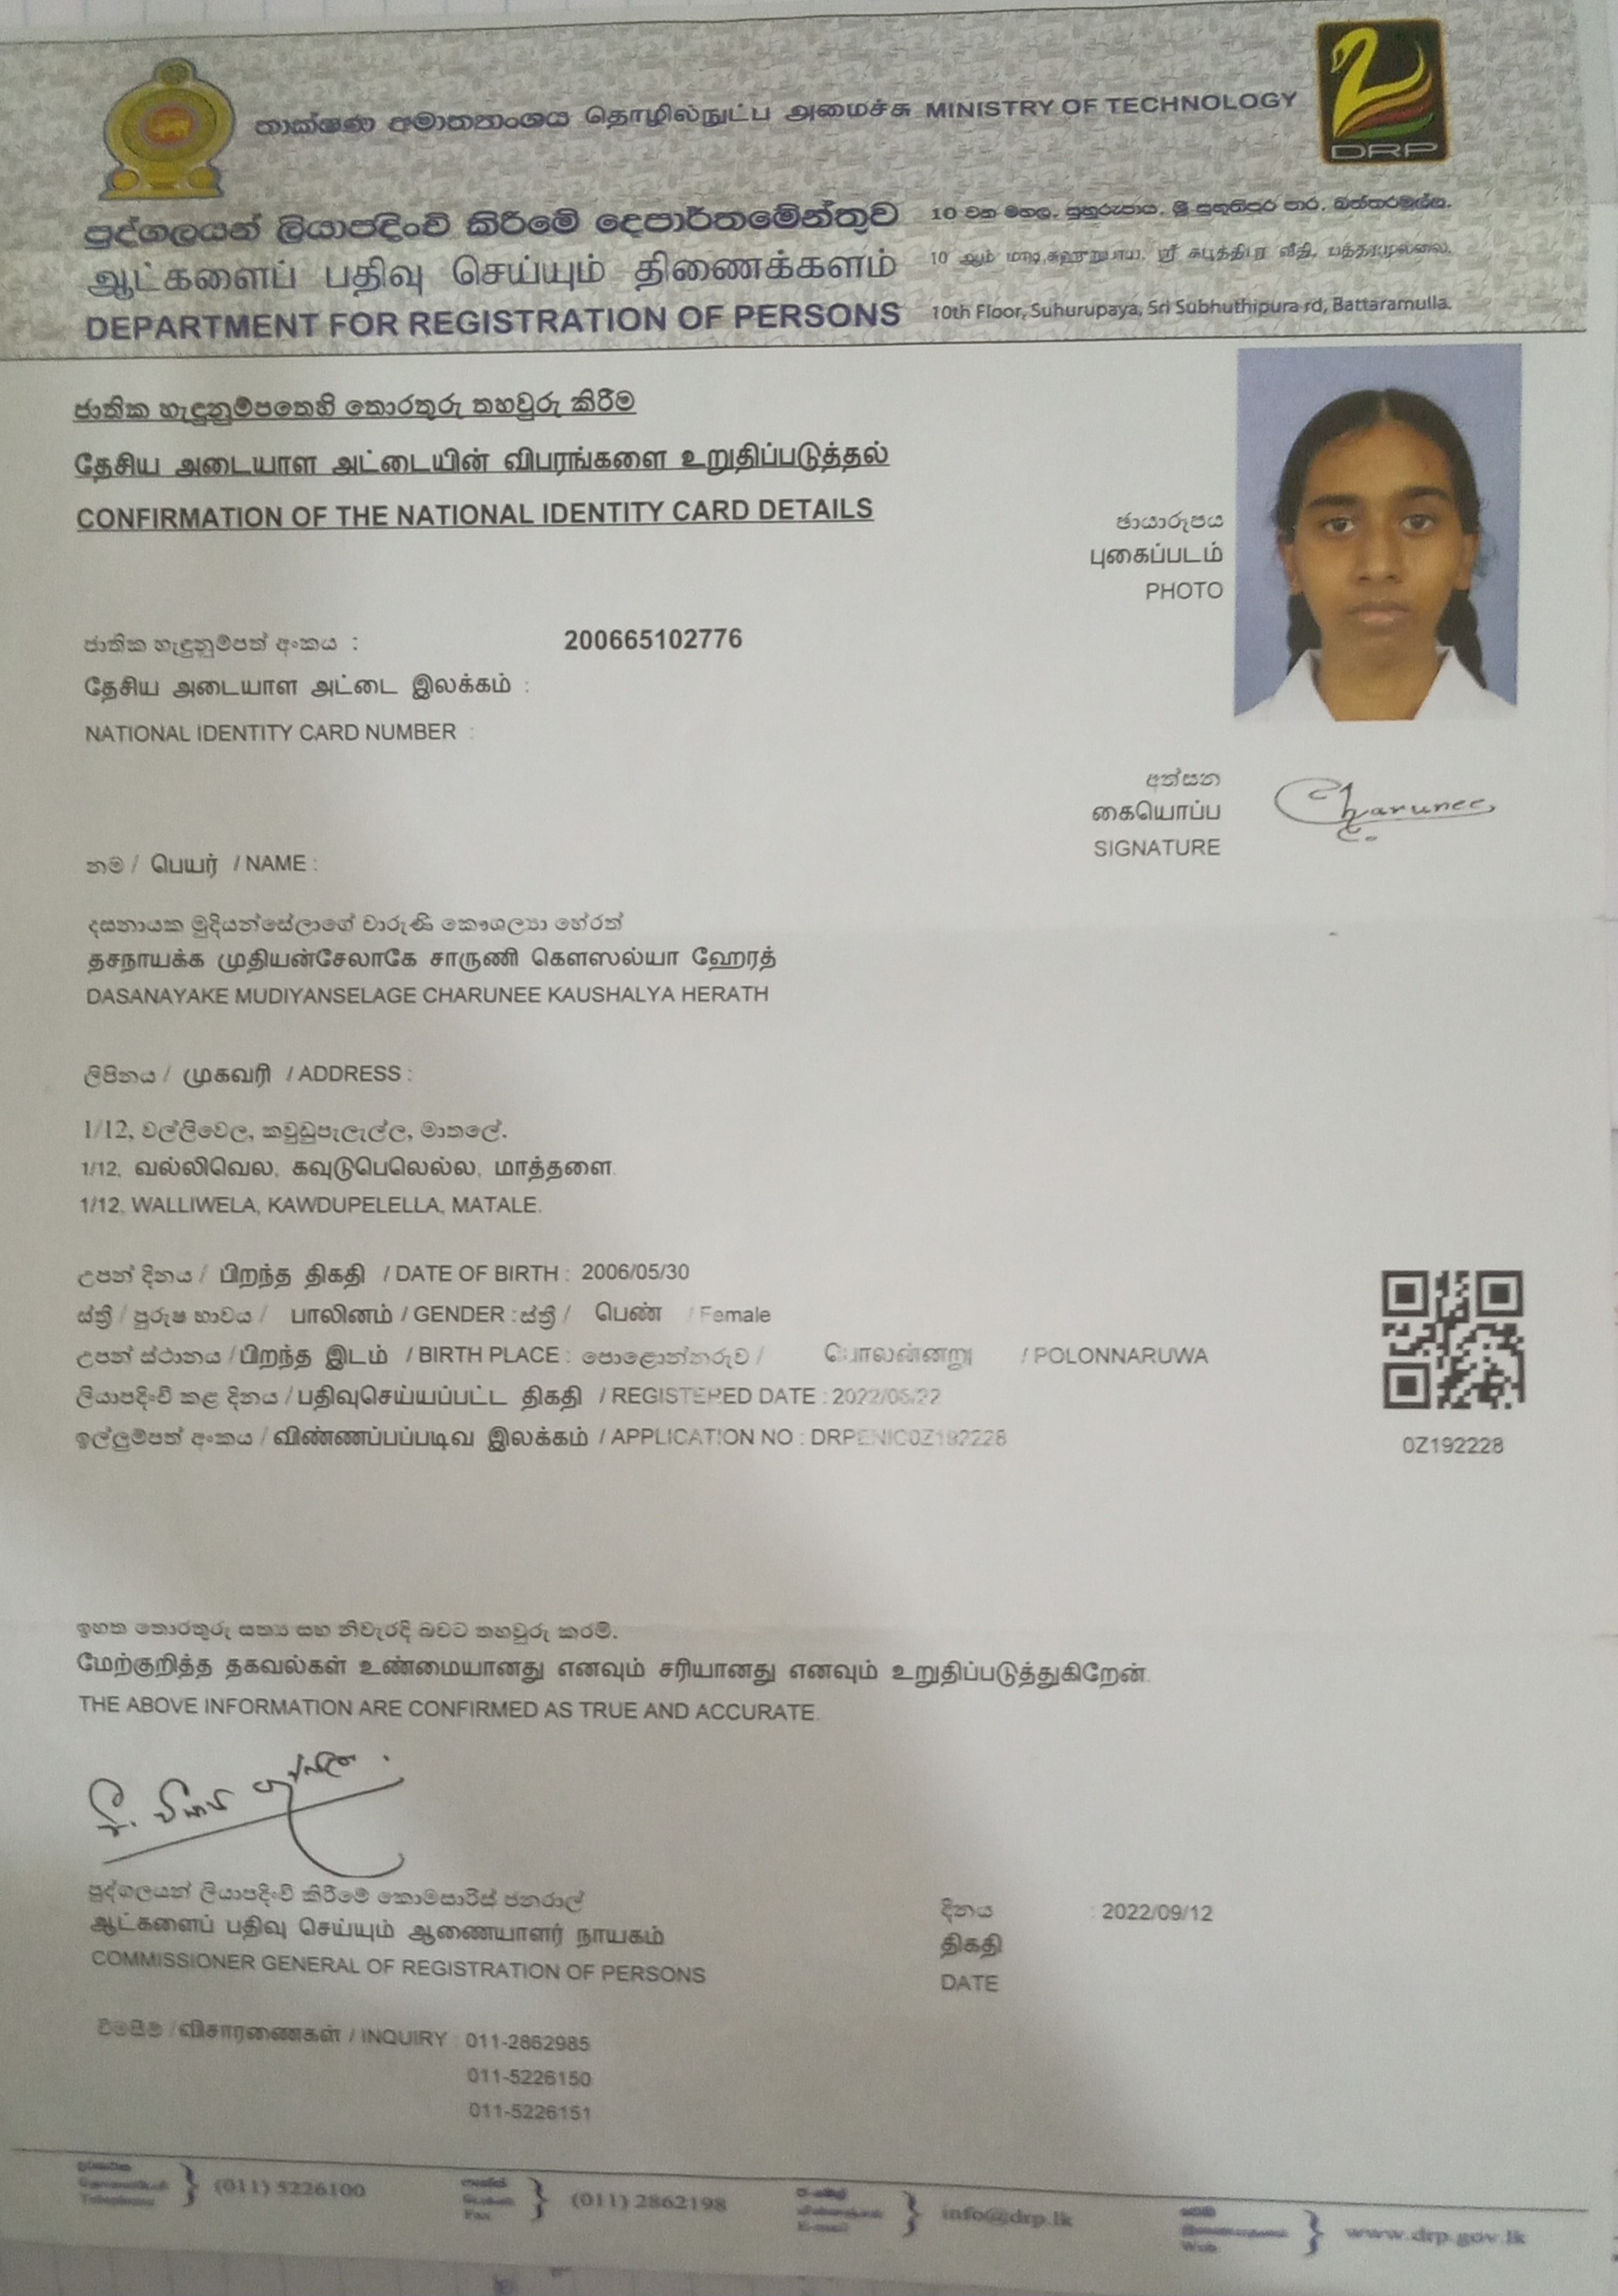 තාක්ෂණ අමාත්‍යාංශය தொழில்நுட்ப அமைச்சு MINISTRY OF TECHNOLOGY
DRP
පුද්ගලයන් ලියාපදිංචි කිරීමේ දෙපාර්තමේන්තුව
10 වන මහල, සුහුරුපාය, ශ්‍රී සුභූතිපුර පාර, බත්තරමුල්ල.
ஆட்களைப் பதிவு செய்யும் திணைக்களம்
10 ஆம் மாடி, ஸ்ரீ சுபூத்திபுர வீதி, பத்தரமுல்லை.
DEPARTMENT FOR REGISTRATION OF PERSONS
10th Floor, Suhurupaya, Sri Subhuthipura rd, Battaramulla.
ජාතික හැඳුනුම්පතෙහි තොරතුරු තහවුරු කිරීම
தேசிய அடையாள அட்டையின் விபரங்களை உறுதிப்படுத்தல்
CONFIRMATION OF THE NATIONAL IDENTITY CARD DETAILS
ඡායාරූපය
புகைப்படம்
PHOTO
ජාතික හැඳුනුම්පත් අංකය : 200665102776
தேசிய அடையாள அட்டை இலக்கம் :
NATIONAL IDENTITY CARD NUMBER :
අත්සන
கையொப்ப
SIGNATURE
Charunee
නම / பெயர் / NAME :
දසනායක මුදියන්සේලාගේ චාරුණි කෞශල්‍යා හේරත්
தசநாயக்க முதியன்சேலாகே சாருணி கௌஸல்யா ஹேரத்
DASANAYAKE MUDIYANSELAGE CHARUNEE KAUSHALYA HERATH
ලිපිනය / முகவரி / ADDRESS :
1/12, වල්ලිවෙල, කවුඩුපැලැල්ල, මාතලේ.
1/12, வல்லிவெல, கவுடுபெலெல்ல, மாத்தளை.
1/12, WALLIWELA, KAWDUPELELLA, MATALE.
උපන් දිනය / பிறந்த திகதி / DATE OF BIRTH : 2006/05/30
ස්ත්‍රී / පුරුෂ භාවය / பாலினம் / GENDER : ස්ත්‍රී / பெண் / Female
උපන් ස්ථානය / பிறந்த இடம் / BIRTH PLACE : පොළොන්නරුව / பொலன்னறு / POLONNARUWA
ලියාපදිංචි කළ දිනය / பதிவுசெய்யப்பட்ட திகதி / REGISTERED DATE :
ඉල්ලුම්පත් අංකය / விண்ணப்பப்படிவ இலக்கம் / APPLICATION NO : DRPENIC0Z192228
0Z192228
ඉහත තොරතුරු සත්‍ය සහ නිවැරදි බවට තහවුරු කරමි.
மேற்குறித்த தகவல்கள் உண்மையானது எனவும் சரியானது எனவும் உறுதிப்படுத்துகிறேன்.
THE ABOVE INFORMATION ARE CONFIRMED AS TRUE AND ACCURATE.
පුද්ගලයන් ලියාපදිංචි කිරීමේ කොමසාරිස් ජනරාල්
ஆட்களைப் பதிவு செய்யும் ஆணையாளர் நாயகம்
COMMISSIONER GENERAL OF REGISTRATION OF PERSONS
දිනය : 2022/09/12
திகதி
DATE
විමසීම් / விசாரணைகள் / INQUIRY : 011-2862985
011-5226150
011-5226151
Telephone } (011) 5226100
Fax } (011) 2862198
E-mail } info@drp.lk
Web } www.drp.gov.lk